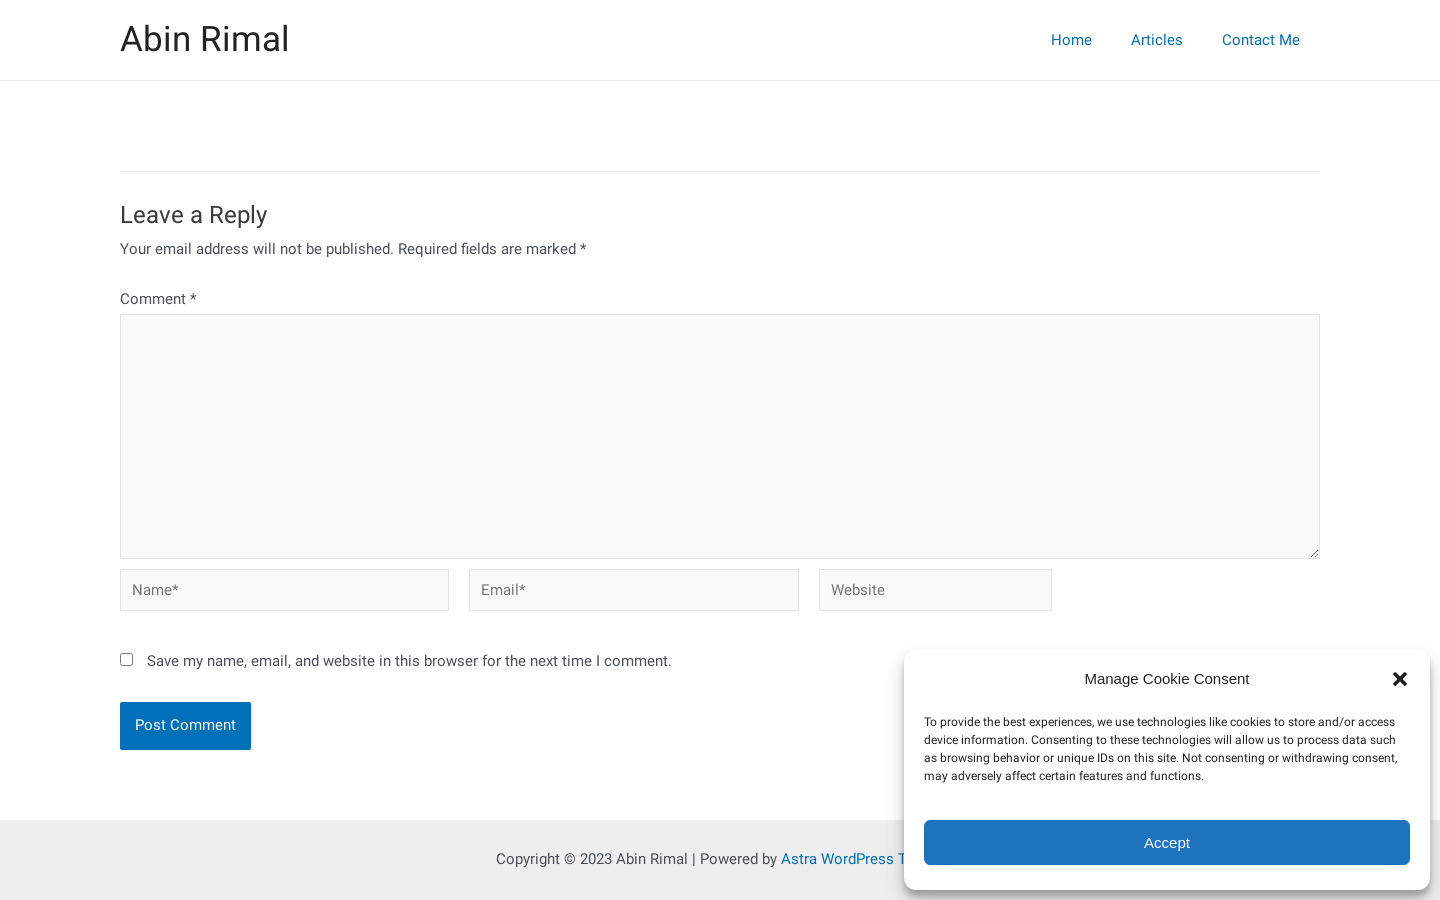 Abin Rimal
Home
Articles
Contact Me
Leave a Reply
Your email address will not be published. Required fields are marked *
Comment *
Name*
Email*
Website
Save my name, email, and website in this browser for the next time I comment.
Post Comment
Copyright © 2023 Abin Rimal | Powered by Astra WordPress
Manage Cookie Consent
To provide the best experiences, we use technologies like cookies to store and/or access
device information. Consenting to these technologies will allow us to process data such
as browsing behavior or unique IDs on this site. Not consenting or withdrawing consent,
may adversely affect certain features and functions.
Accept